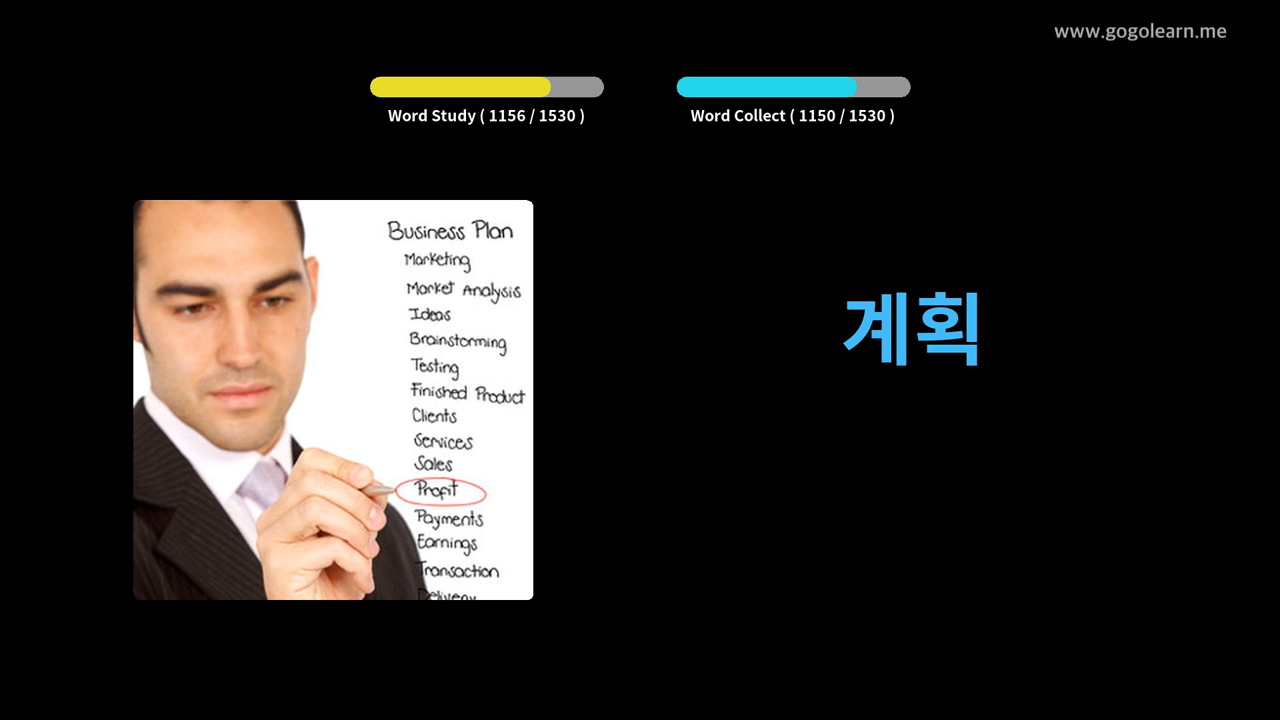 www.gogolearn.me
Word Study ( 1156 / 1530 )
Word Collect ( 1150 / 1530 )
Business Plan
Marketing
Market Analysis
Ideas
Brainstorming
Testing
Finished Product
Clients
Services
Sales
Profit
Payments
Earnings
Transaction
Delivery
계획